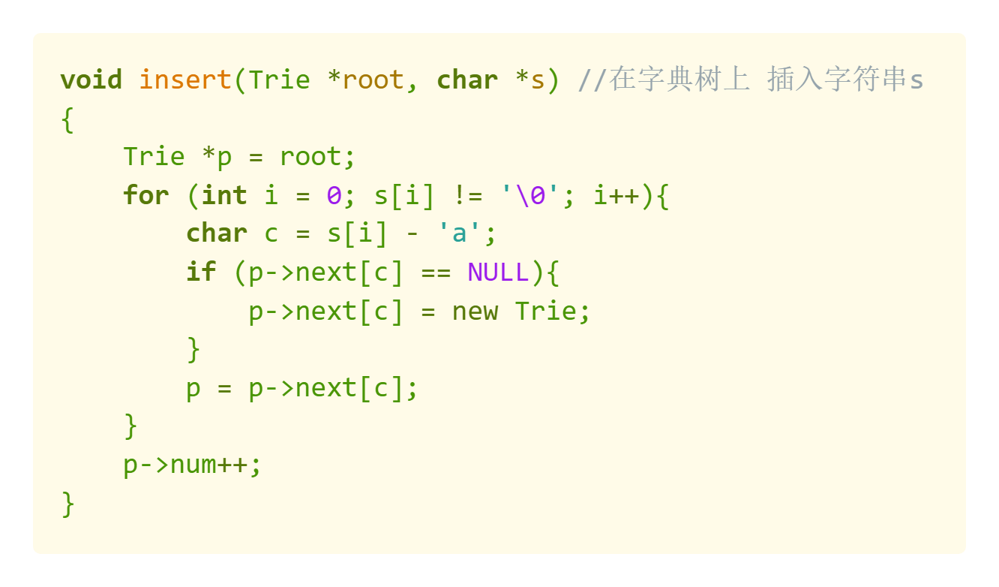 void insert(Trie *root, char *s) //在字典树上 插入字符串s
{
    Trie *p = root;
    for (int i = 0; s[i] != '\0'; i++){
        char c = s[i] - 'a';
        if (p->next[c] == NULL){
            p->next[c] = new Trie;
        }
        p = p->next[c];
    }
    p->num++;
}